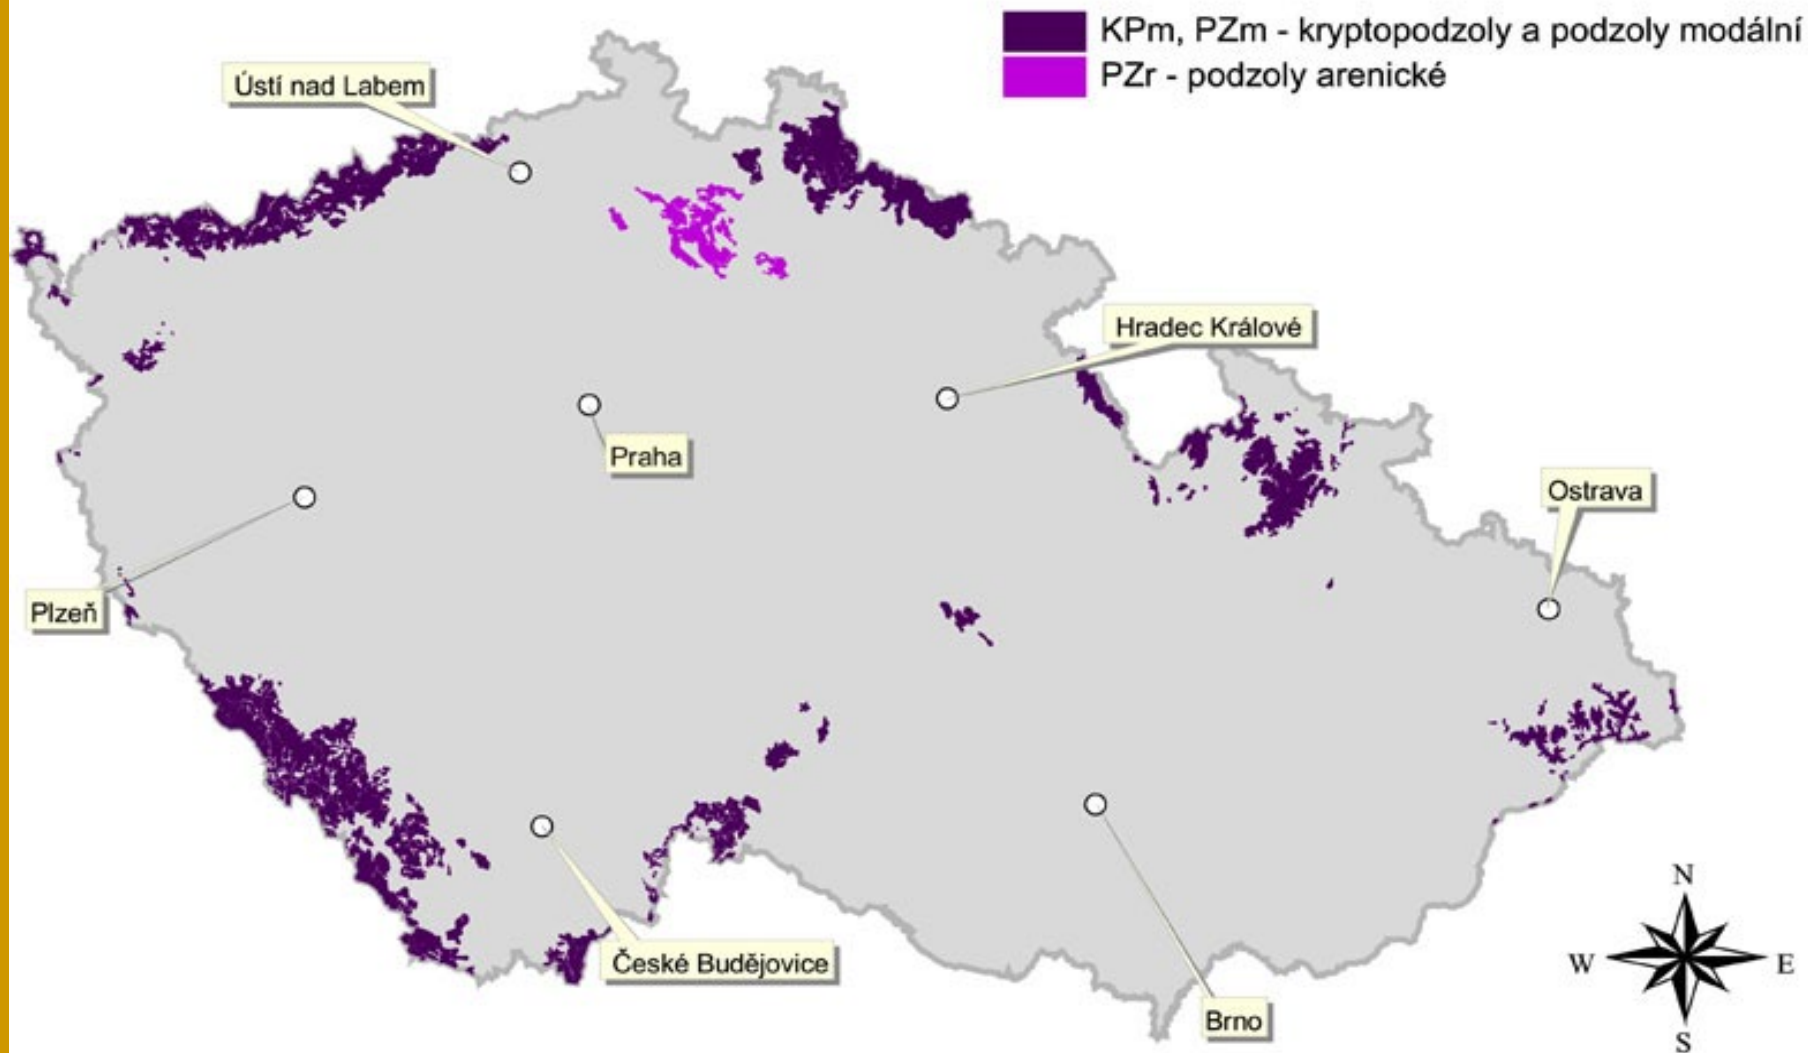 KPm, PZm - kryptopodzoly a podzoly modální
PZr - podzoly arenické
Ústí nad Labem
Hradec Králové
Praha
Ostrava
Plzeň
České Budějovice
Brno
N
W
E
S